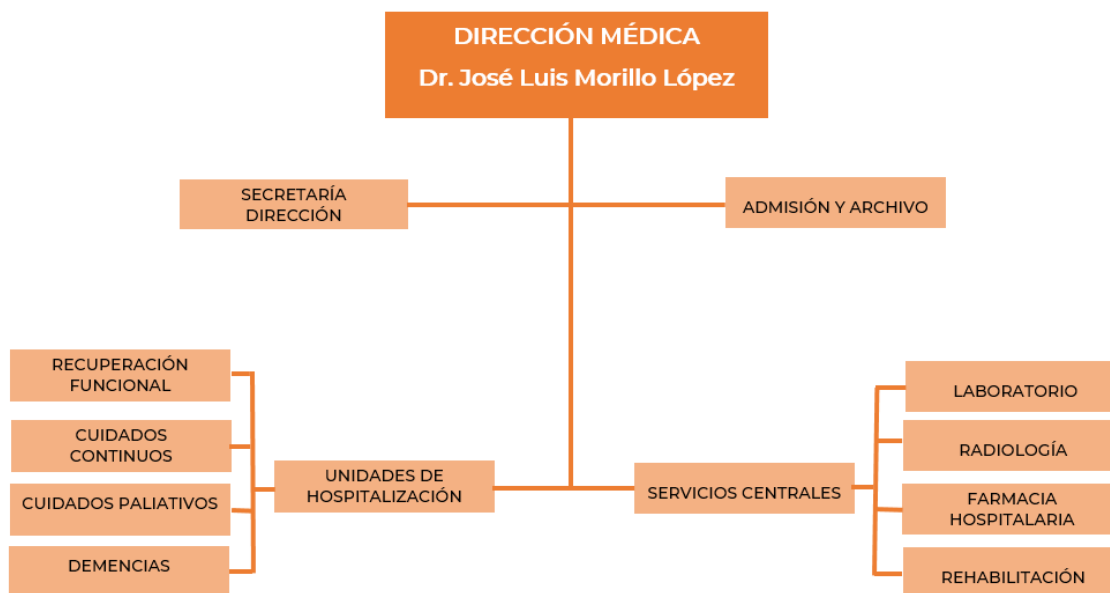 DIRECCIÓN MÉDICA
Dr. José Luis Morillo López
SECRETARÍA
DIRECCIÓN
ADMISIÓN Y ARCHIVO
RECUPERACIÓN
FUNCIONAL
CUIDADOS
CONTINUOS
CUIDADOS PALIATIVOS
DEMENCIAS
UNIDADES DE
HOSPITALIZACIÓN
SERVICIOS CENTRALES
LABORATORIO
RADIOLOGÍA
FARMACIA
HOSPITALARIA
REHABILITACIÓN